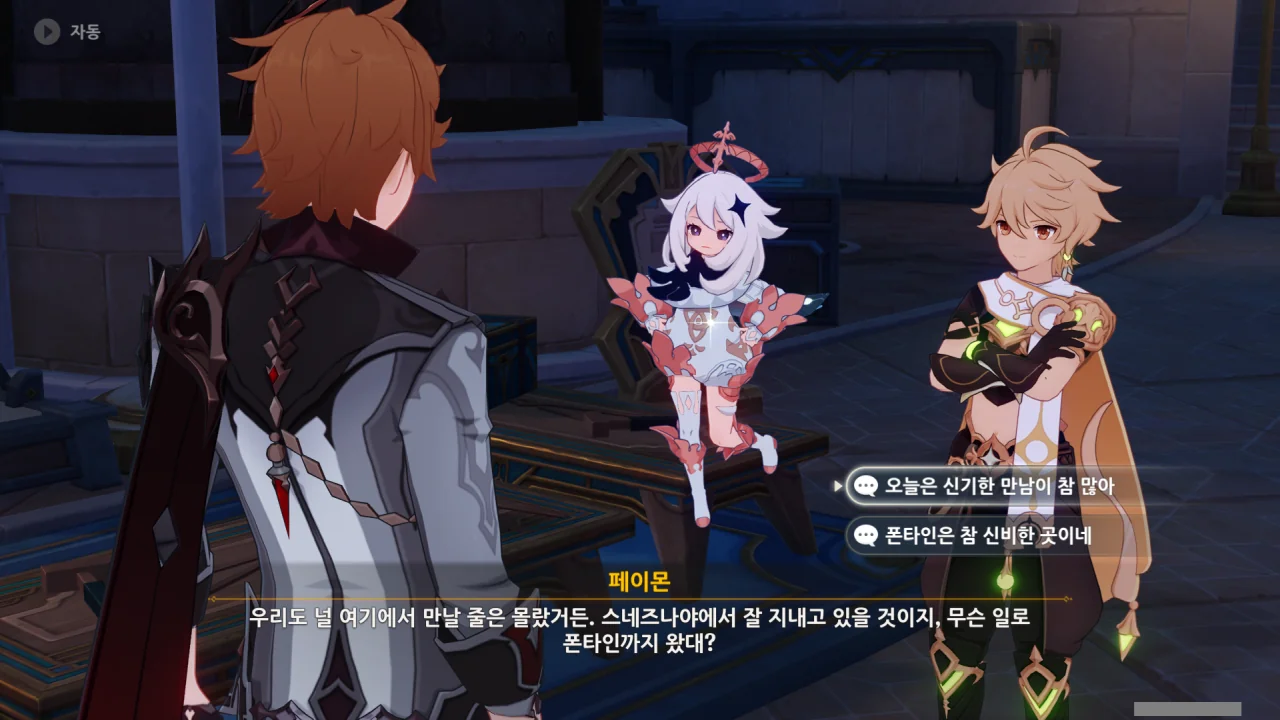 자동
오늘은 신기한 만남이 참 많아
폰타인은 참 신비한 곳이네
페이몬
우리도 널 여기에서 만날 줄은 몰랐거든. 스네즈나야에서 잘 지내고 있을 것이지, 무슨 일로
폰타인까지 왔대?